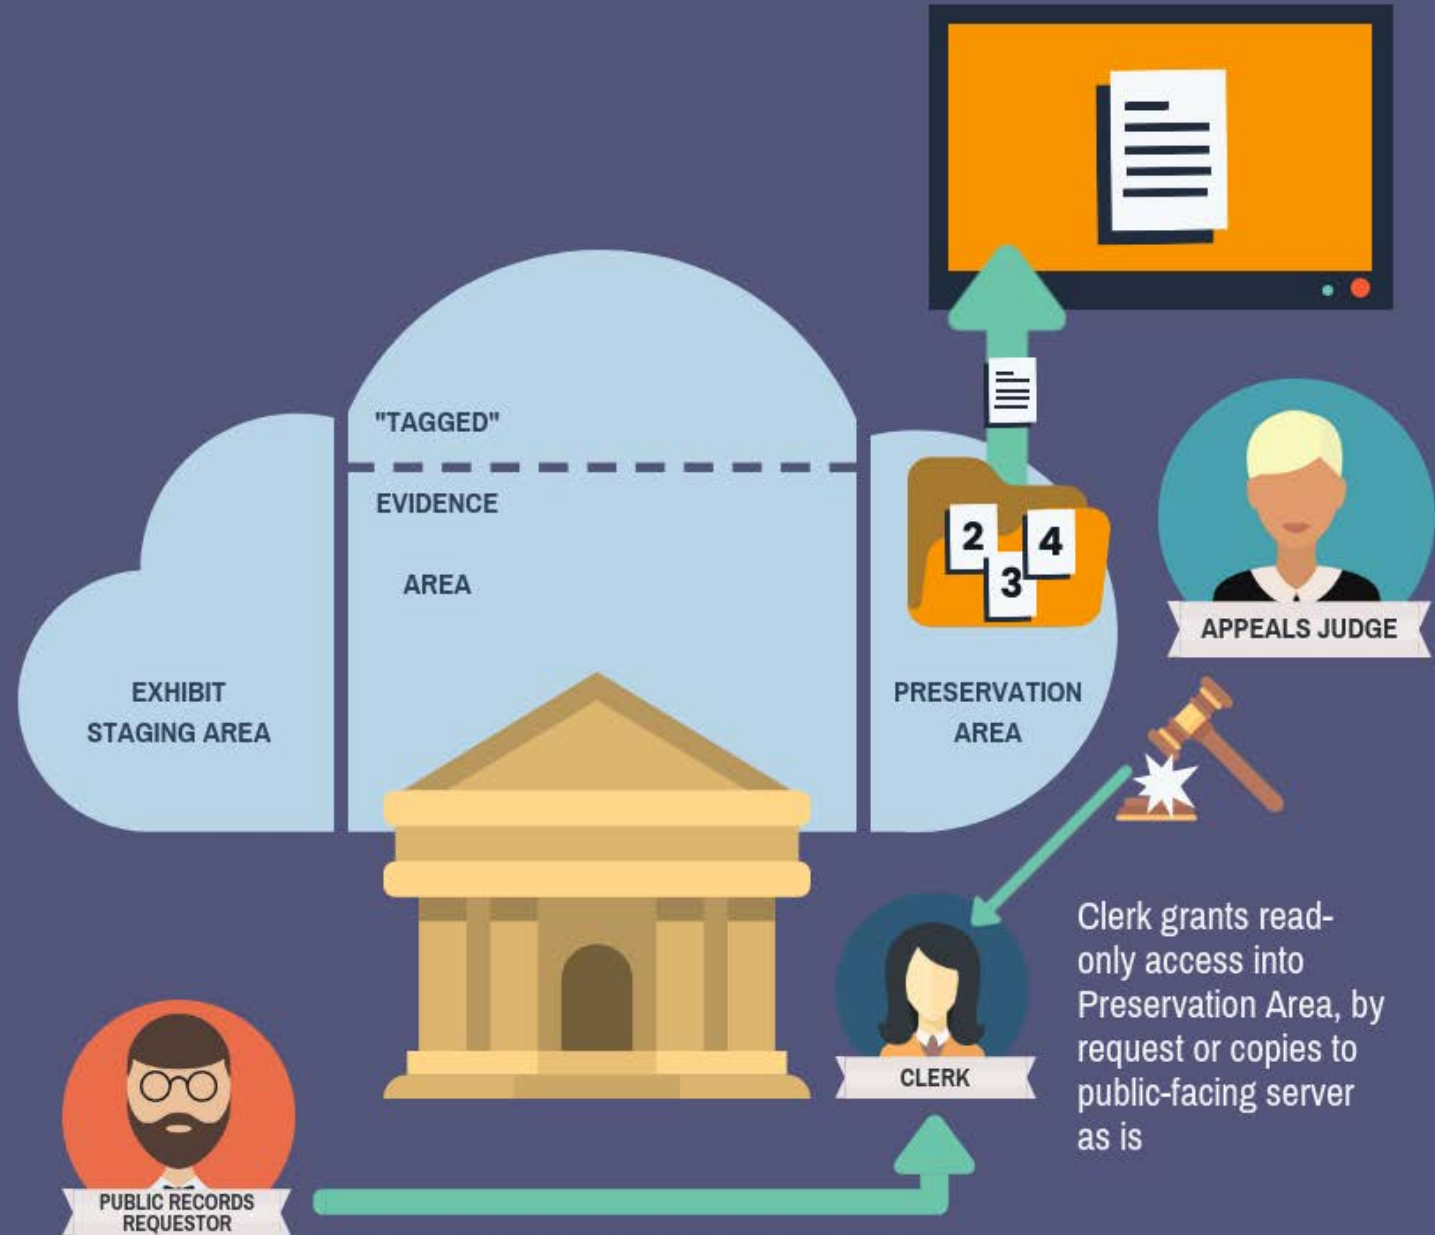 "TAGGED"
EVIDENCE
AREA
2
4
3
EXHIBIT
STAGING AREA
PRESERVATION
AREA
APPEALS JUDGE
Clerk grants read-
only access into
Preservation Area, by
request or copies to
public-facing server
as is
CLERK
PUBLIC RECORDS
REQUESTOR